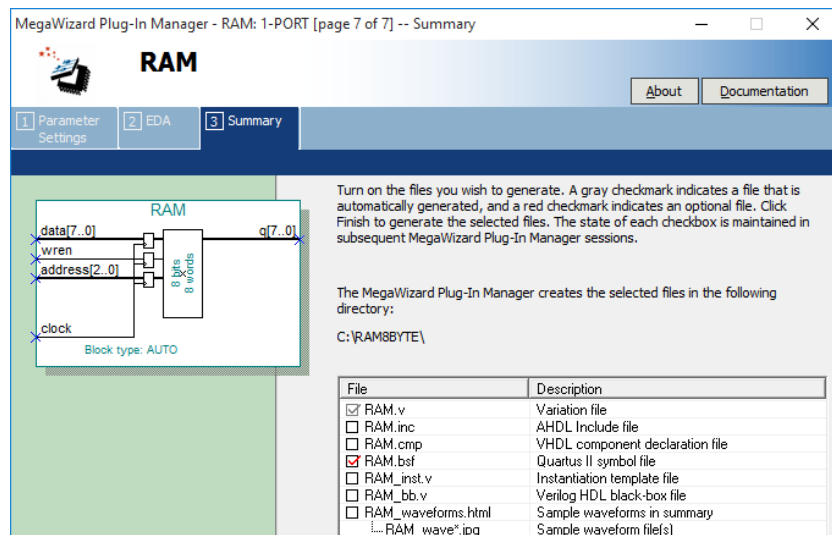 MegaWizard Plug-In Manager - RAM: 1-PORT [page 7 of 7] -- Summary
RAM
About
Documentation
1 Parameter Settings
2 EDA
3 Summary
RAM
data[7..0]
q[7..0]
wren
address[2..0]
8 bits
8 words
clock
Block type: AUTO
Turn on the files you wish to generate. A gray checkmark indicates a file that is
automatically generated, and a red checkmark indicates an optional file. Click
Finish to generate the selected files. The state of each checkbox is maintained in
subsequent MegaWizard Plug-In Manager sessions.
The MegaWizard Plug-In Manager creates the selected files in the following
directory:
C:\RAM8BYTE\
File Description
RAM.v Variation file
RAM.inc AHDL Include file
RAM.cmp VHDL component declaration file
RAM.bsf Quartus II symbol file
RAM_inst.v Instantiation template file
RAM_bb.v Verilog HDL black-box file
RAM_waveforms.html Sample waveforms in summary
RAM_wave*.jpg Sample waveform file(s)